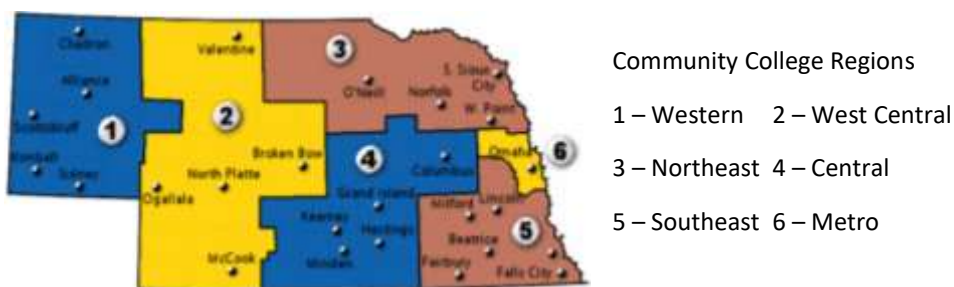 Chadron
Valentine
3
S. Sioux
City
Alliance
O'Neill
Norfolk
W. Point
Scottsbluff
1
2
Broken Bow
4
Columbus
Omaha
6
Kimball
Sidney
Ogallala
North Platte
Grand Island
Milford
Lincoln
Kearney
Hastings
5
Minden
Beatrice
McCook
Fairbury
Falls City
Community College Regions
1 – Western 2 – West Central
3 – Northeast 4 – Central
5 – Southeast 6 – Metro